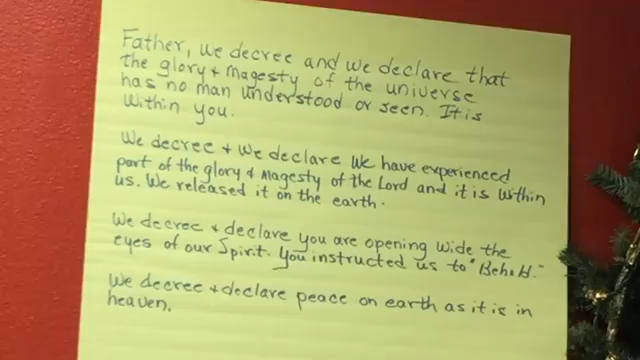 Father, we decree and we declare that
the glory + Magesty of the universe
has no man understood or seen. It is
within you.
We decree + We declare We have experienced
part of the glory + Magesty of the Lord and it is within
us. We released it on the earth.
We decree + declare you are opening wide the
eyes of our Spirit. You instructed us to "Behold."
We decree + declare peace on earth as it is in
heaven.